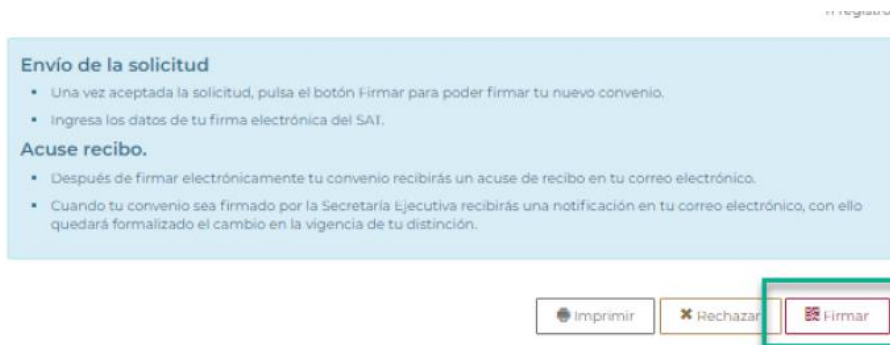 Envío de la solicitud
Una vez aceptada la solicitud, pulsa el botón Firmar para poder firmar tu nuevo convenio.
Ingresa los datos de tu firma electrónica del SAT.
Acuse recibo.
Después de firmar electrónicamente tu convenio recibirás un acuse de recibo en tu correo electrónico.
Cuando tu convenio sea firmado por la Secretaría Ejecutiva recibirás una notificación en tu correo electrónico, con ello
quedará formalizado el cambio en la vigencia de tu distinción.
Imprimir Rechazar Firmar